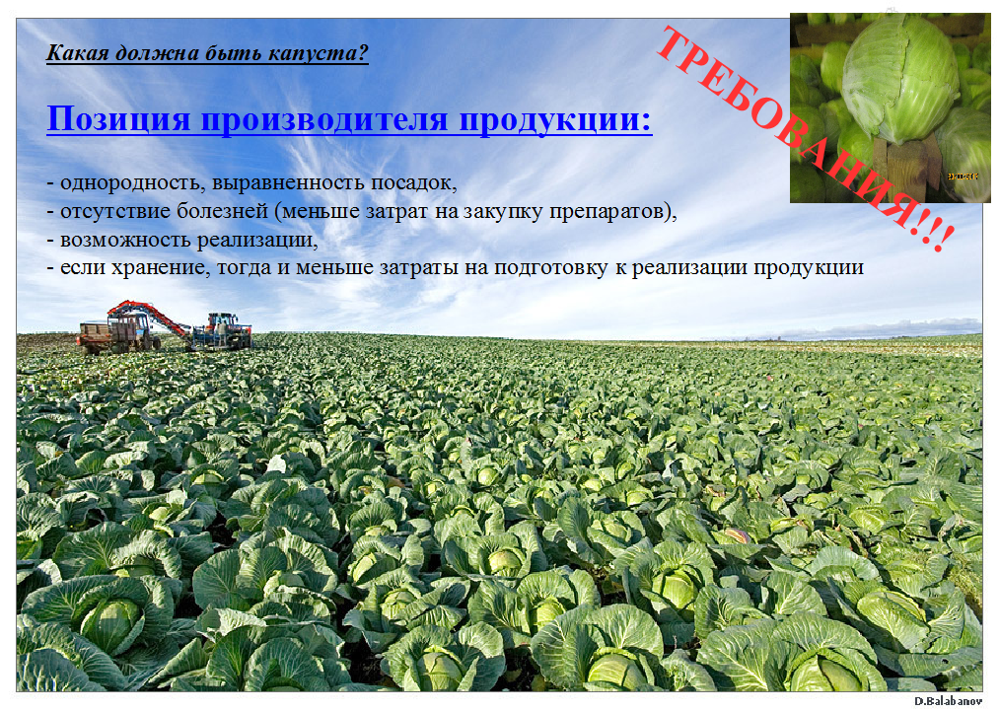 Какая должна быть капуста?
ТРЕБОВАНИЯ!!!
Позиция производителя продукции:
- однородность, выравненность посадок,
- отсутствие болезней (меньше затрат на закупку препаратов),
- возможность реализации,
- если хранение, тогда и меньше затраты на подготовку к реализации продукции
D.Balabanov